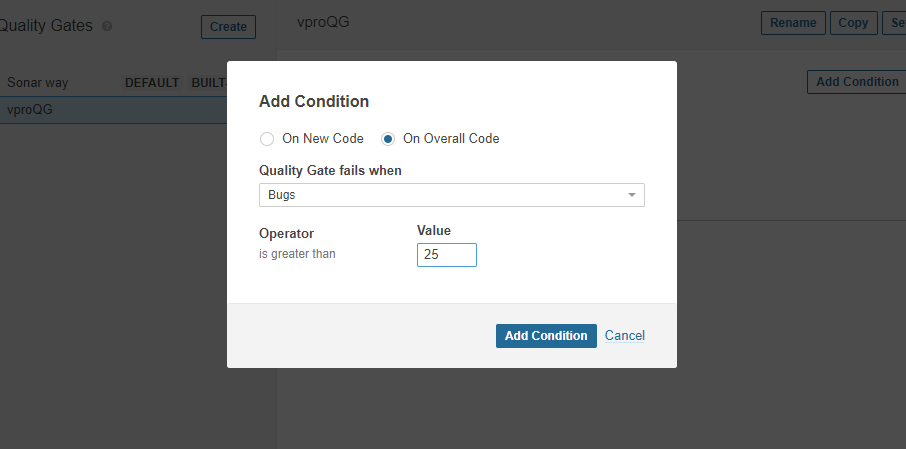 Quality Gates
Create
vproQG
Rename
Copy
Se
Sonar way
DEFAULT
BUILT-
vproQG
Add Condition
Add Condition
On New Code
On Overall Code
Quality Gate fails when
Bugs
Operator
Value
is greater than
25
Add Condition
Cancel